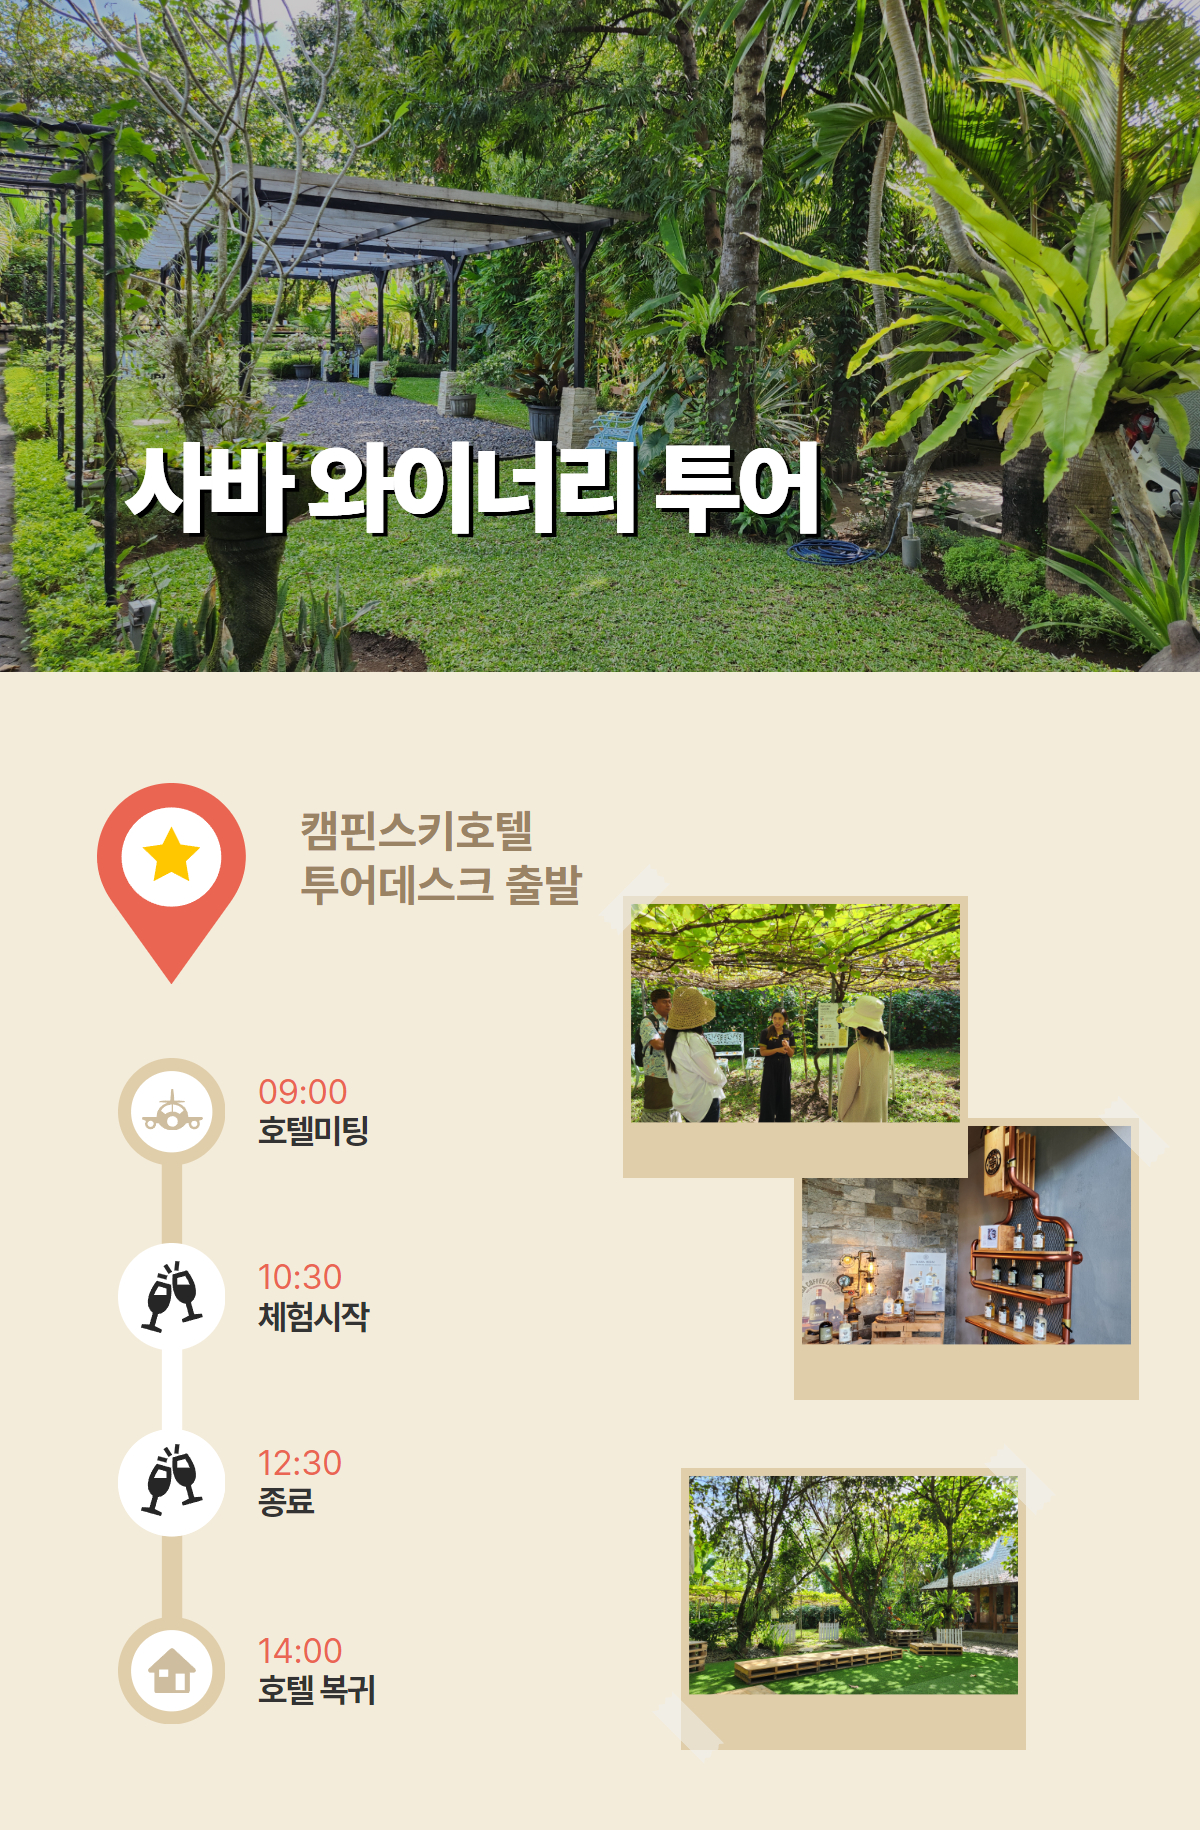 사바 와이너리 투어
캠핀스키호텔
투어데스크 출발
09:00
호텔미팅
10:30
체험시작
12:30
종료
14:00
호텔 복귀